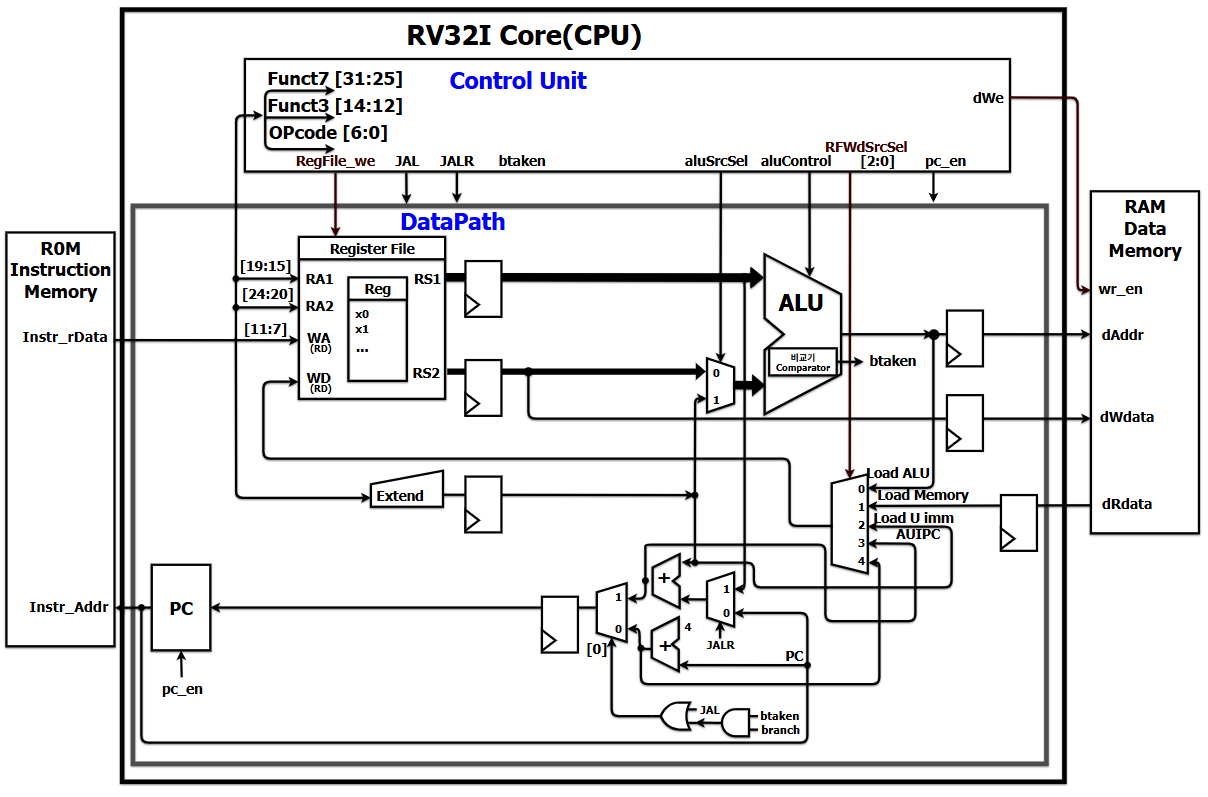 RV32I Core(CPU)
Control Unit
Funct7 [31:25]
Funct3 [14:12]
OPcode [6:0]
dWe
RegFile_we
JAL
JALR
btaken
aluSrcSel
aluControl
RFWdSrcSel
[2:0]
pc_en
DataPath
R0M
Instruction
Memory
Instr_rData
Instr_Addr
RAM
Data
Memory
wr_en
dAddr
dWdata
dRdata
Register File
[19:15]
RA1
[24:20]
RA2
[11:7]
WA
(RD)
WD
(RD)
Reg
x0
x1
...
RS1
RS2
ALU
비교기
Comparator
btaken
0
1
Extend
Load ALU
0
Load Memory
1
Load U imm
2
AUIPC
3
4
PC
pc_en
1
0
[0]
+
+
4
1
0
JALR
PC
JAL
btaken
branch